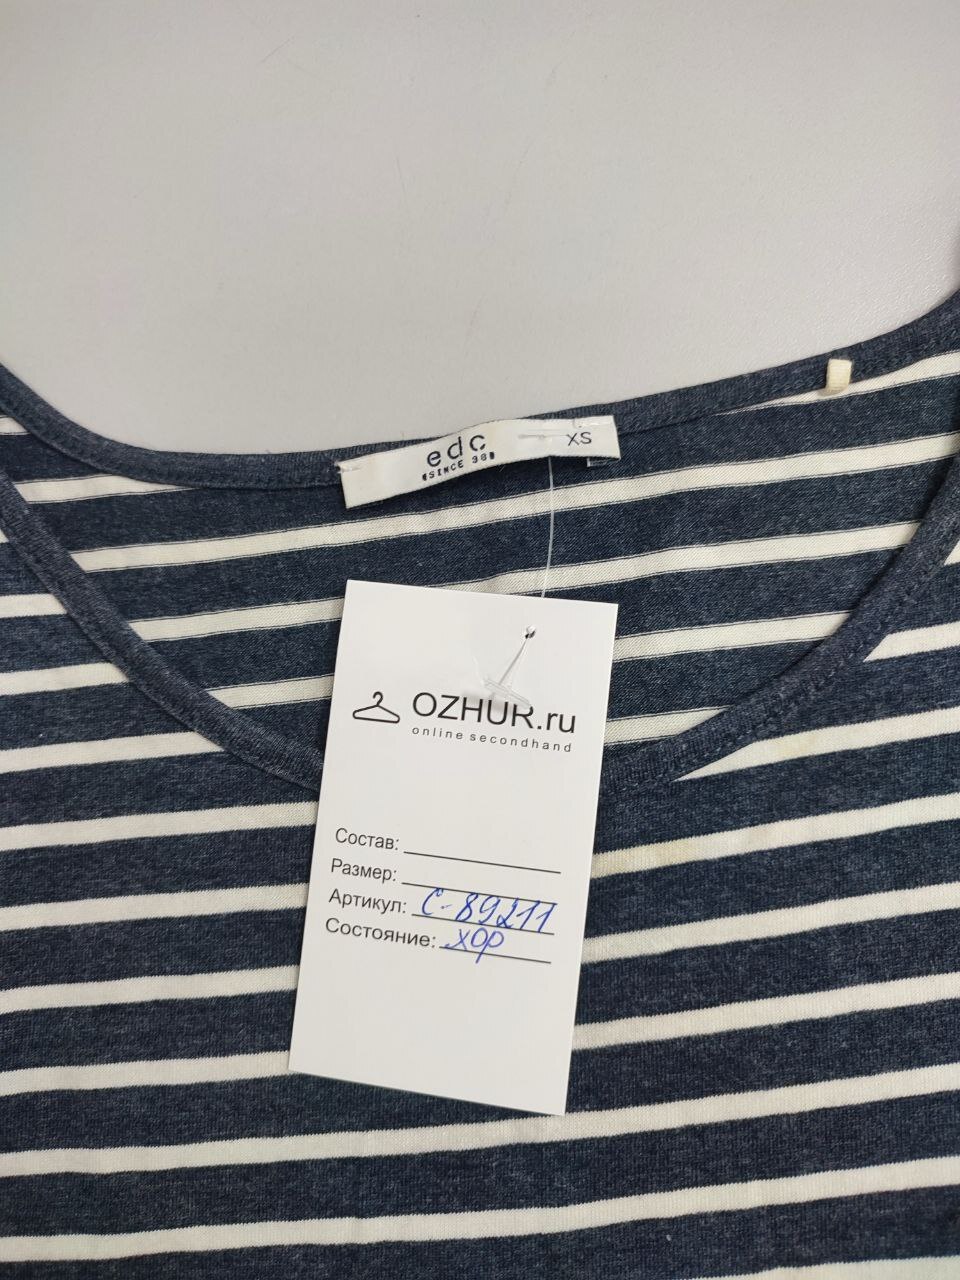 edc
SINCE 98
XS
OZHUR.ru
online secondhand
Состав:
Размер:
Артикул: С-89211
Состояние: хор